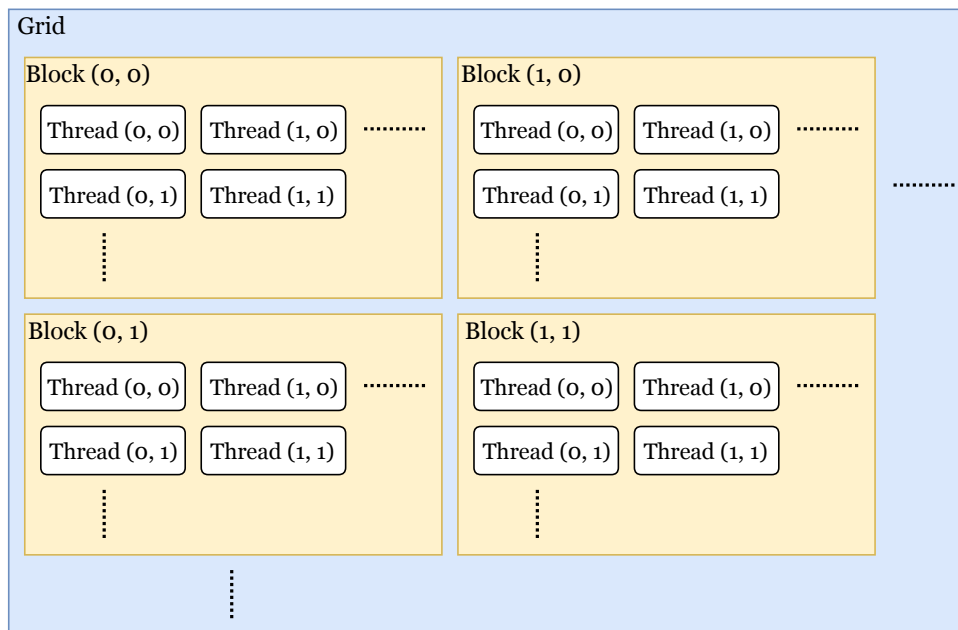 Grid
Block (0, 0)
Thread (0, 0)
Thread (1, 0)
Thread (0, 1)
Thread (1, 1)
Block (1, 0)
Thread (0, 0)
Thread (1, 0)
Thread (0, 1)
Thread (1, 1)
Block (0, 1)
Thread (0, 0)
Thread (1, 0)
Thread (0, 1)
Thread (1, 1)
Block (1, 1)
Thread (0, 0)
Thread (1, 0)
Thread (0, 1)
Thread (1, 1)